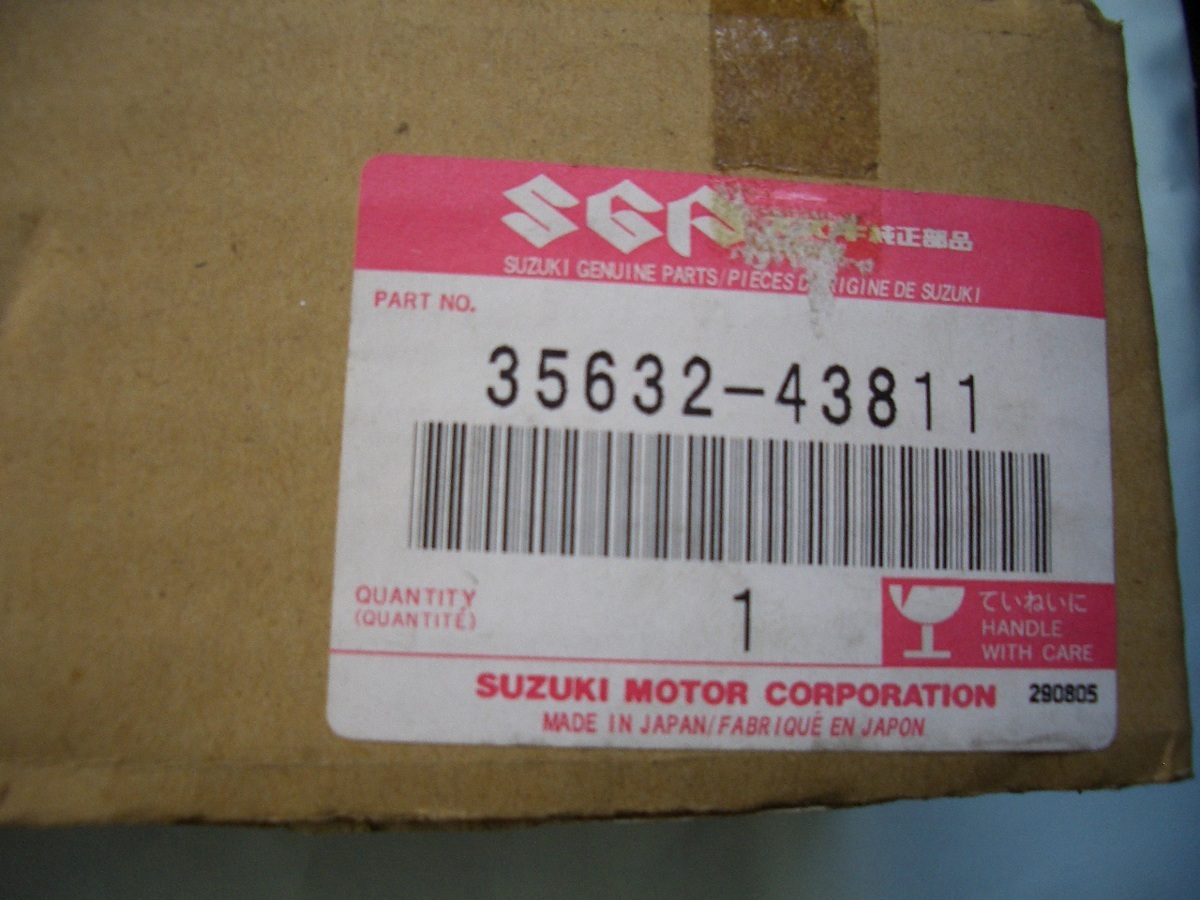 SGP 純正部品
SUZUKI GENUINE PARTS/PIECES D'ORIGINE DE SUZUKI
PART NO.
35632-43811
QUANTITY 1
(QUANTITÉ)
ていねいに
HANDLE
WITH CARE
SUZUKI MOTOR CORPORATION 290805
MADE IN JAPAN/FABRIQUÉ EN JAPON